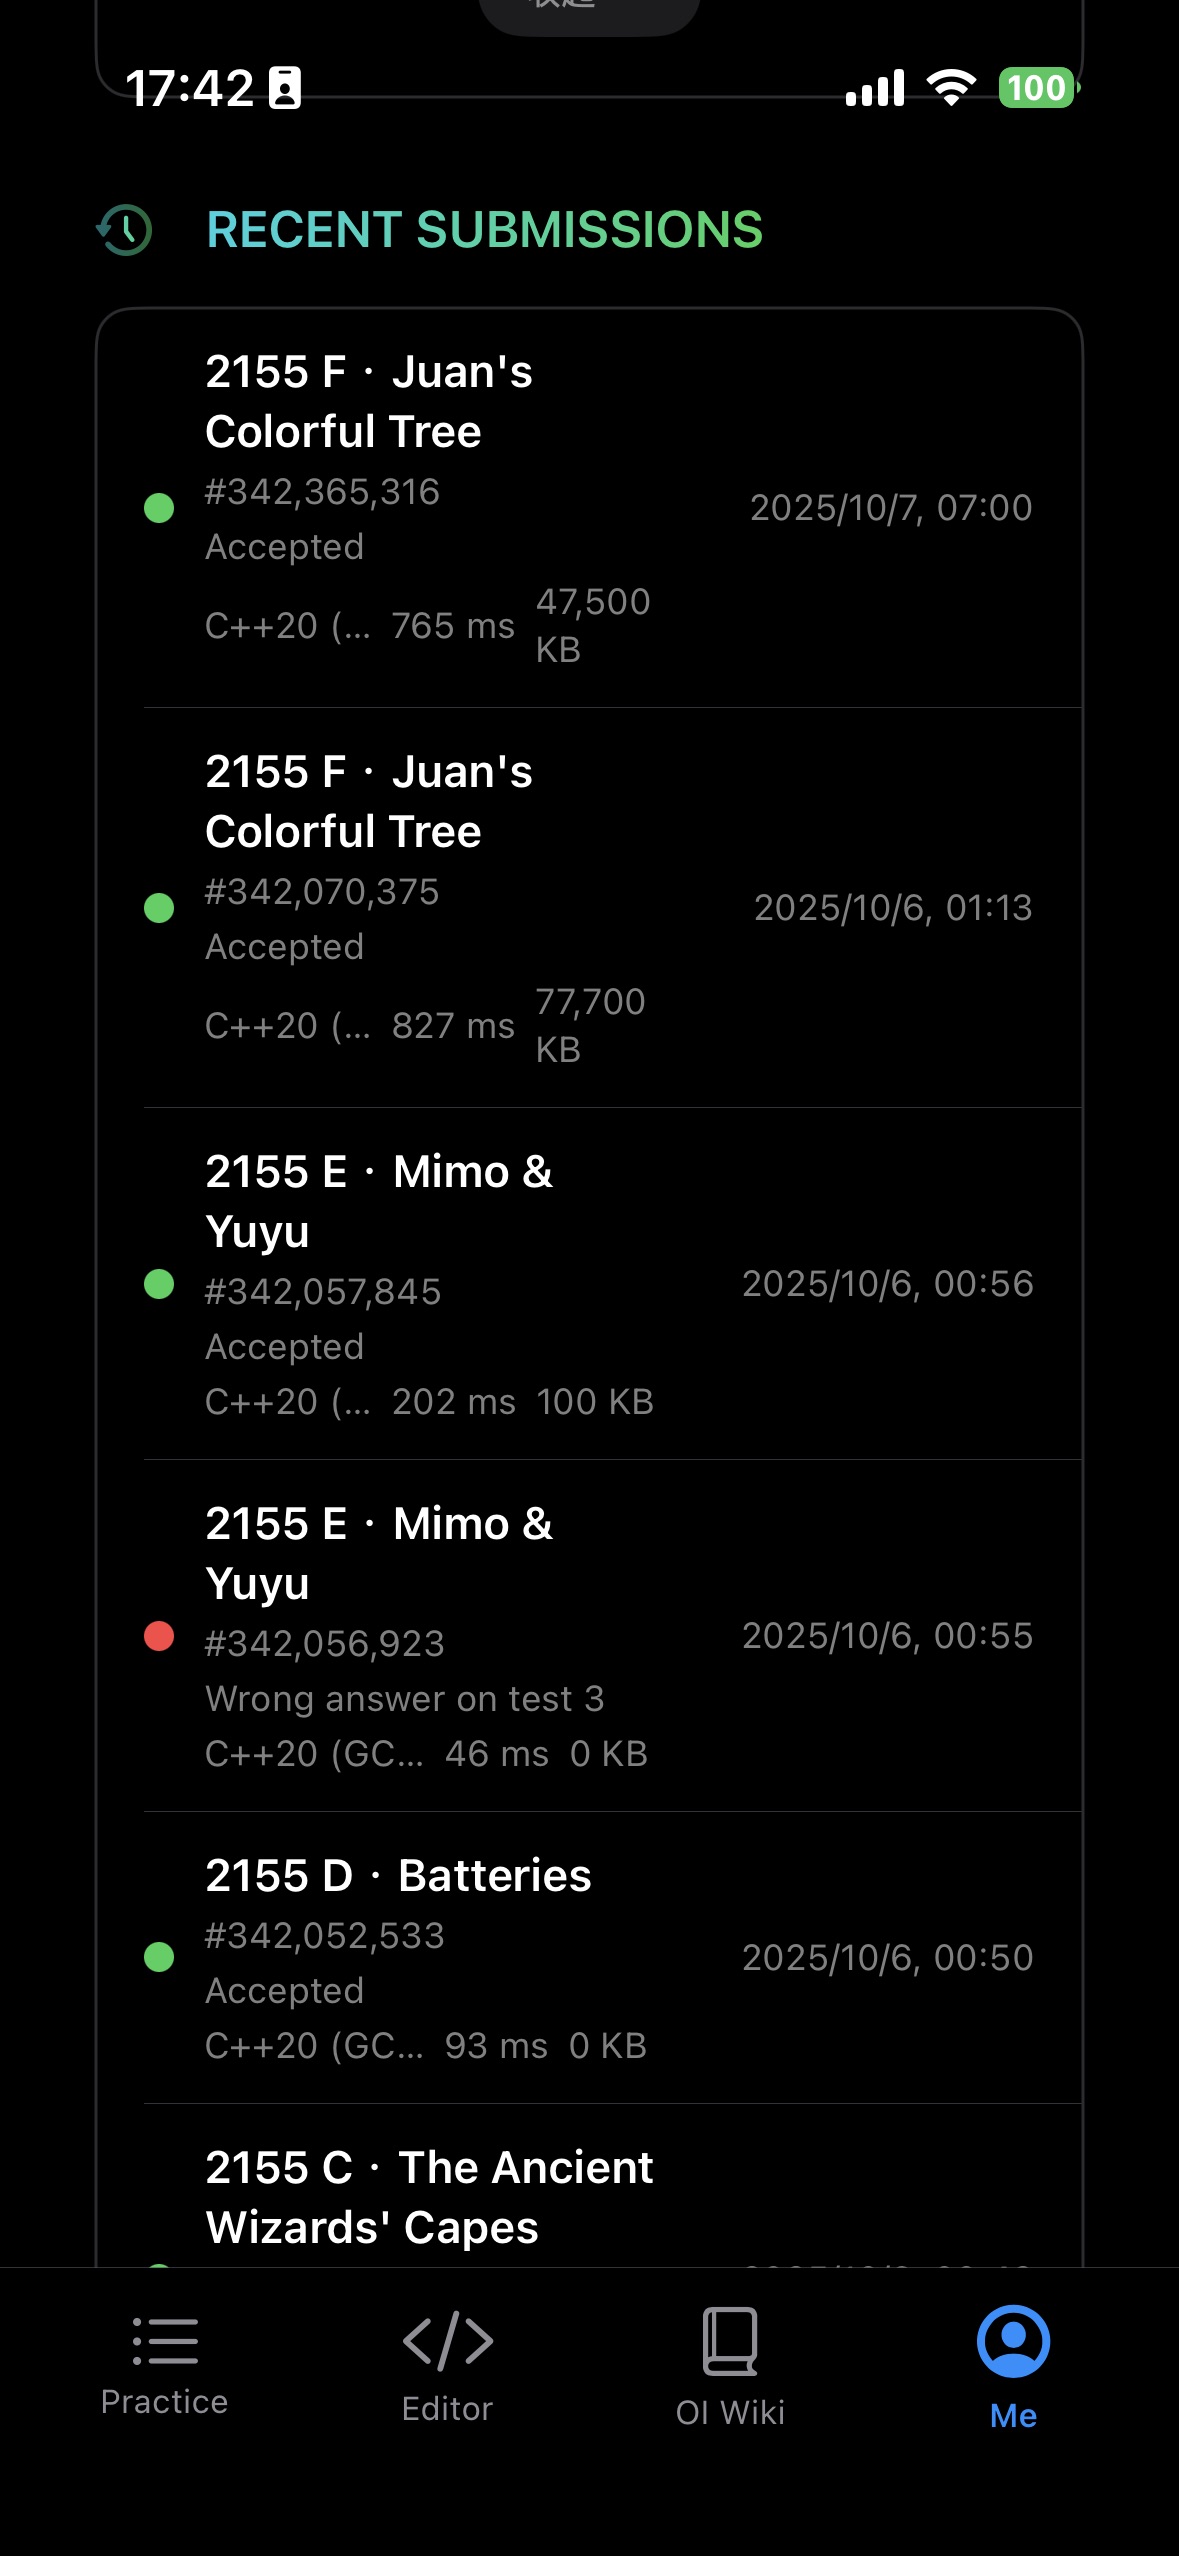 17:42
100
RECENT SUBMISSIONS
2155 F · Juan's
Colorful Tree
#342,365,316
Accepted
C++20 (... 765 ms 47,500
KB
2025/10/7, 07:00
2155 F · Juan's
Colorful Tree
#342,070,375
Accepted
C++20 (... 827 ms 77,700
KB
2025/10/6, 01:13
2155 E · Mimo &
Yuyu
#342,057,845
Accepted
C++20 (... 202 ms 100 KB
2025/10/6, 00:56
2155 E · Mimo &
Yuyu
#342,056,923
Wrong answer on test 3
C++20 (GC... 46 ms 0 KB
2025/10/6, 00:55
2155 D · Batteries
#342,052,533
Accepted
C++20 (GC... 93 ms 0 KB
2025/10/6, 00:50
2155 C · The Ancient
Wizards' Capes
Practice
Editor
OI Wiki
Me